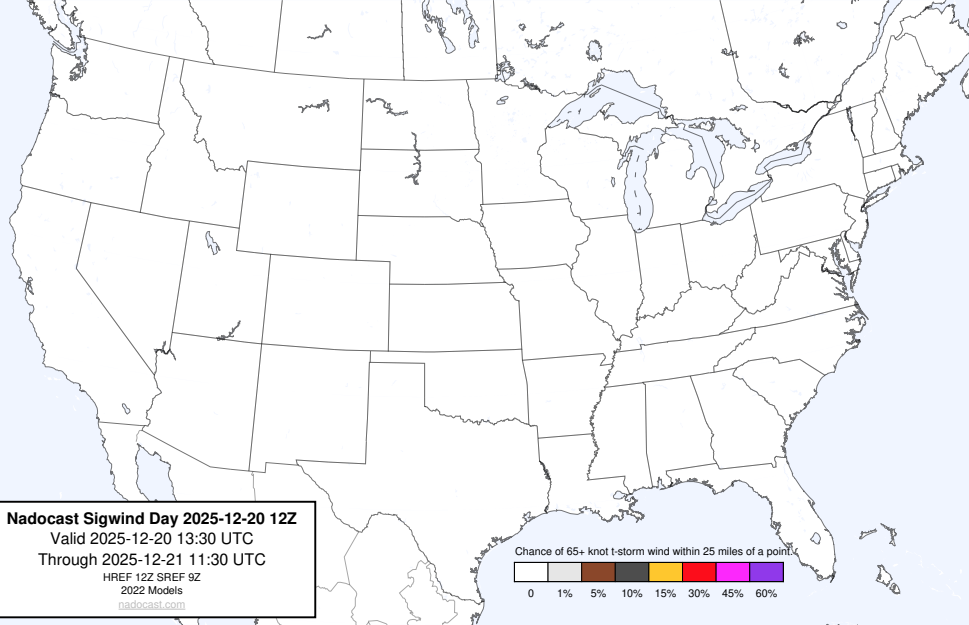 Nadocast Sigwind Day 2025-12-20 12Z
Valid 2025-12-20 13:30 UTC
Through 2025-12-21 11:30 UTC
HREF 12Z SREF 9Z
2022 Models
nadocast.com
Chance of 65+ knot t-storm wind within 25 miles of a point.
0 1% 5% 10% 15% 30% 45% 60%